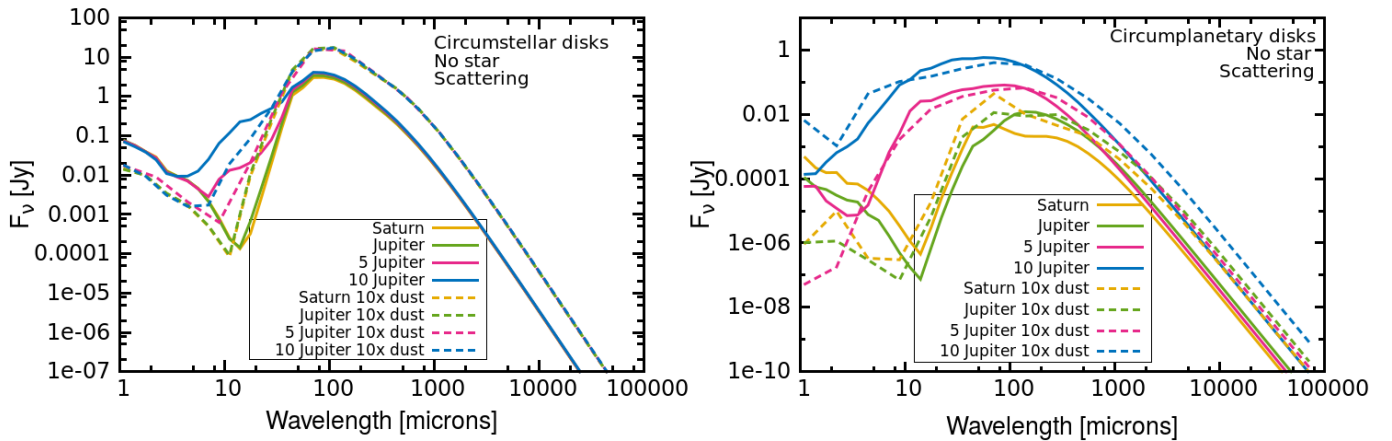 100
10
1
0.1
0.01
0.001
0.0001
1e-05
1e-06
1e-07
Fν [Jy]
Circumstellar disks
No star
Scattering
Saturn
Jupiter
5 Jupiter
10 Jupiter
Saturn 10x dust
Jupiter 10x dust
5 Jupiter 10x dust
10 Jupiter 10x dust
1 10 100 1000 10000 100000
Wavelength [microns]
1
0.01
0.0001
1e-06
1e-08
1e-10
Fν [Jy]
Circumplanetary disks
No star
Scattering
Saturn
Jupiter
5 Jupiter
10 Jupiter
Saturn 10x dust
Jupiter 10x dust
5 Jupiter 10x dust
10 Jupiter 10x dust
1 10 100 1000 10000 100000
Wavelength [microns]